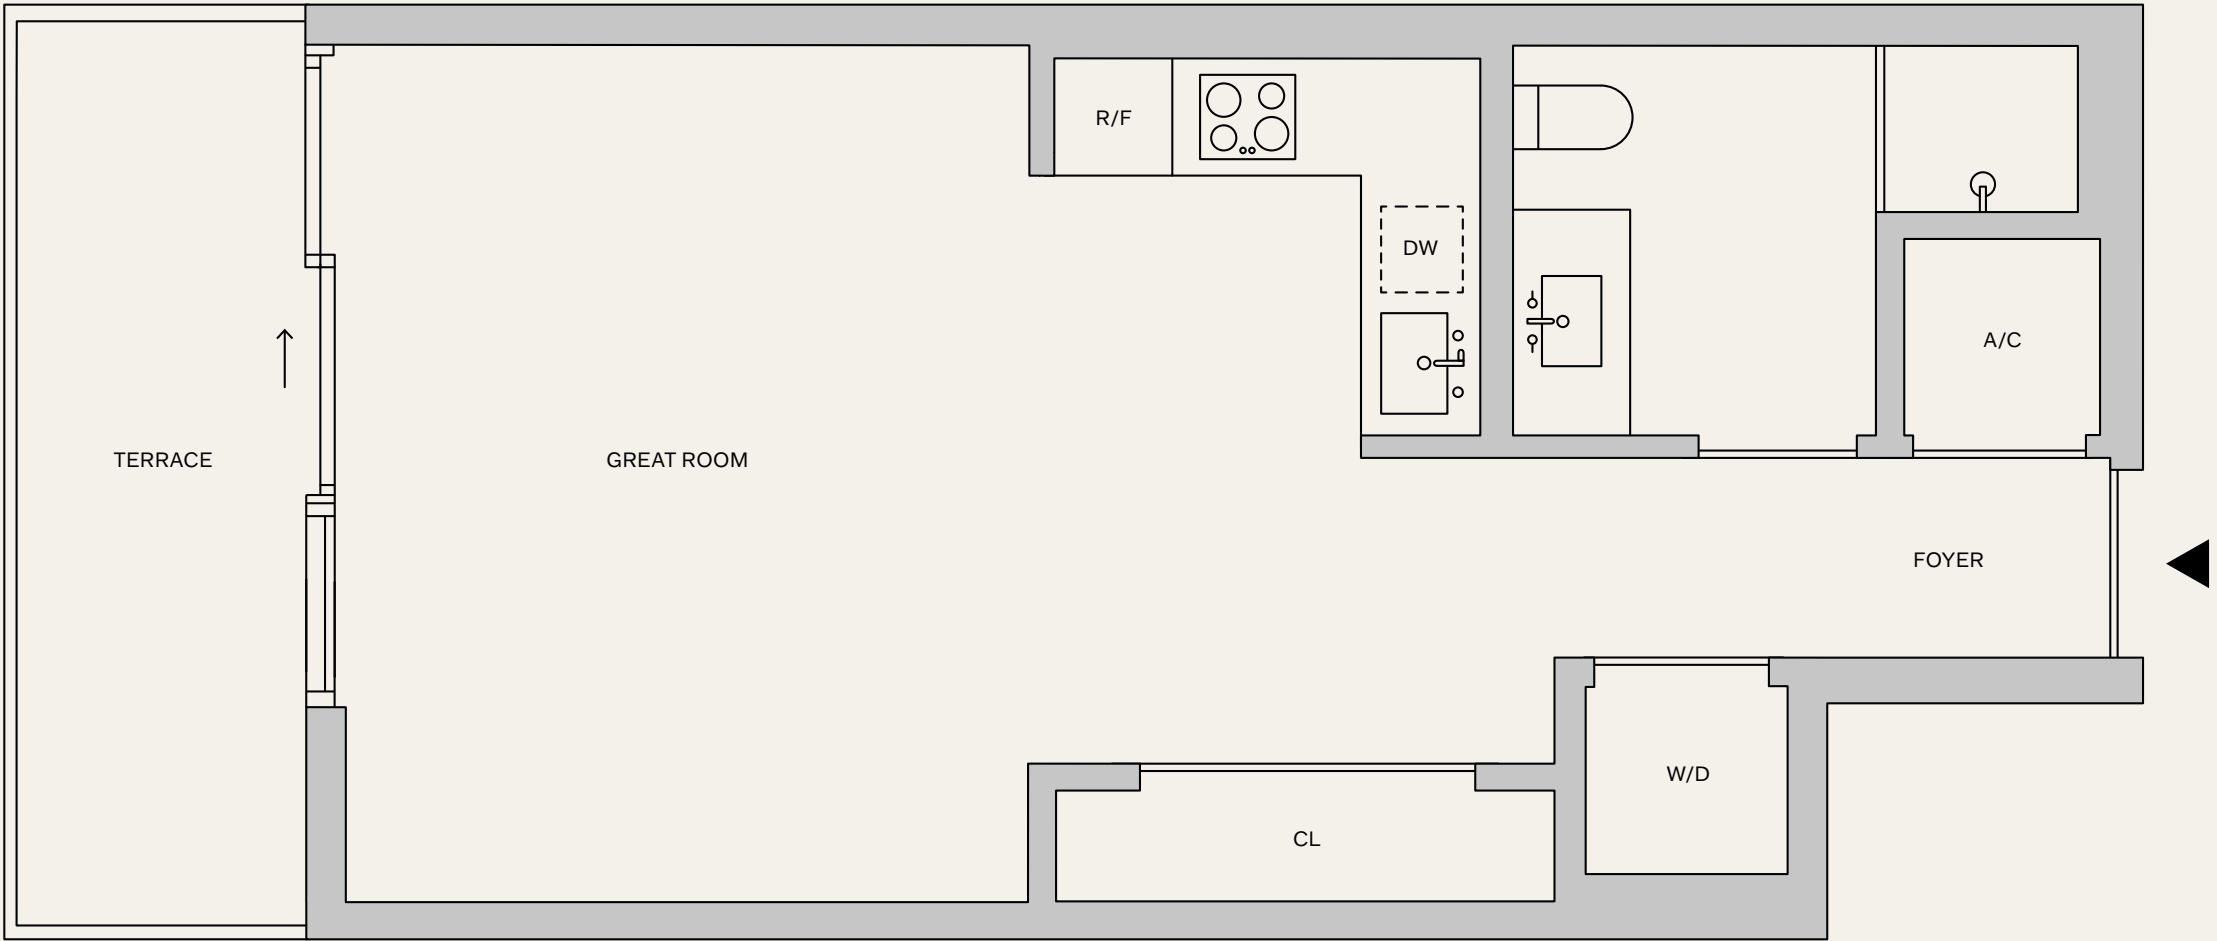 R/F
DW
A/C
TERRACE
GREAT ROOM
FOYER
W/D
CL